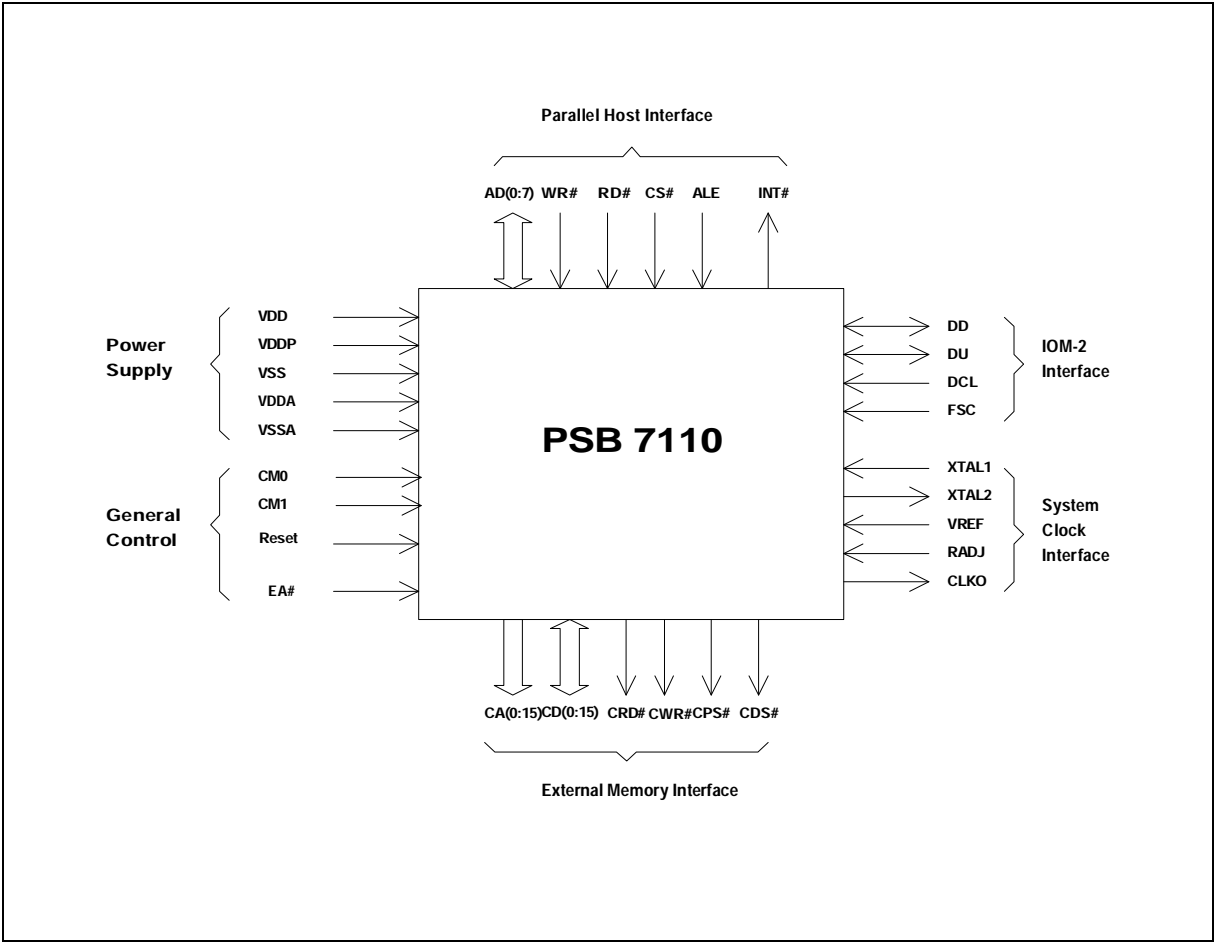 Parallel Host Interface
AD(0:7) WR# RD# CS# ALE INT#
VDD
VDDP
VSS
VDDA
VSSA
Power
Supply
CM0
CM1
Reset
EA#
General
Control
PSB 7110
DD
DU
DCL
FSC
IOM-2
Interface
XTAL1
XTAL2
VREF
RADJ
CLKO
System
Clock
Interface
CA(0:15) CD(0:15) CRD# CWR# CPS# CDS#
External Memory Interface